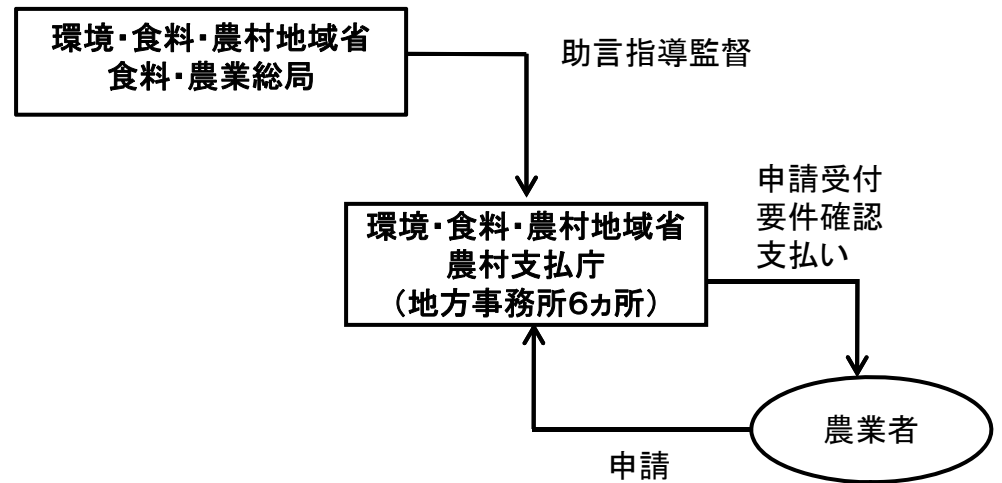 環境・食料・農村地域省
食料・農業総局
助言指導監督
申請受付
要件確認
支払い
環境・食料・農村地域省
農村支払庁
（地方事務所6ヵ所）
農業者
申請